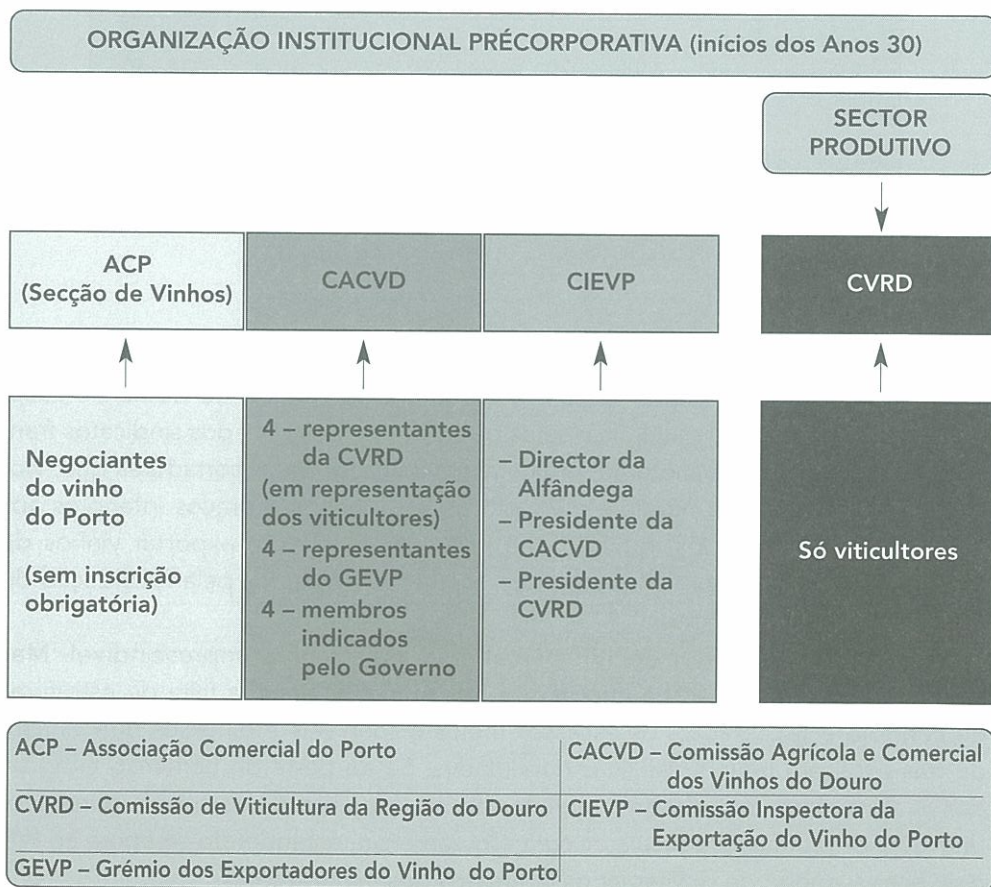 ORGANIZAÇÃO INSTITUCIONAL PRÉCORPORATIVA (inícios dos Anos 30)
SECTOR
PRODUTIVO
ACP
(Secção de Vinhos)
CACVD
CIEVP
CVRD
Negociantes
do vinho
do Porto
(sem inscrição
obrigatória)
4 – representantes
da CVRD
(em representação
dos viticultores)
4 – representantes
do GEVP
4 – membros
indicados
pelo Governo
– Director da
Alfândega
– Presidente da
CACVD
– Presidente da
CVRD
Só viticultores
ACP – Associação Comercial do Porto
CACVD – Comissão Agrícola e Comercial
dos Vinhos do Douro
CVRD – Comissão de Viticultura da Região do Douro
CIEVP – Comissão Inspectora da
Exportação do Vinho do Porto
GEVP – Grémio dos Exportadores do Vinho do Porto